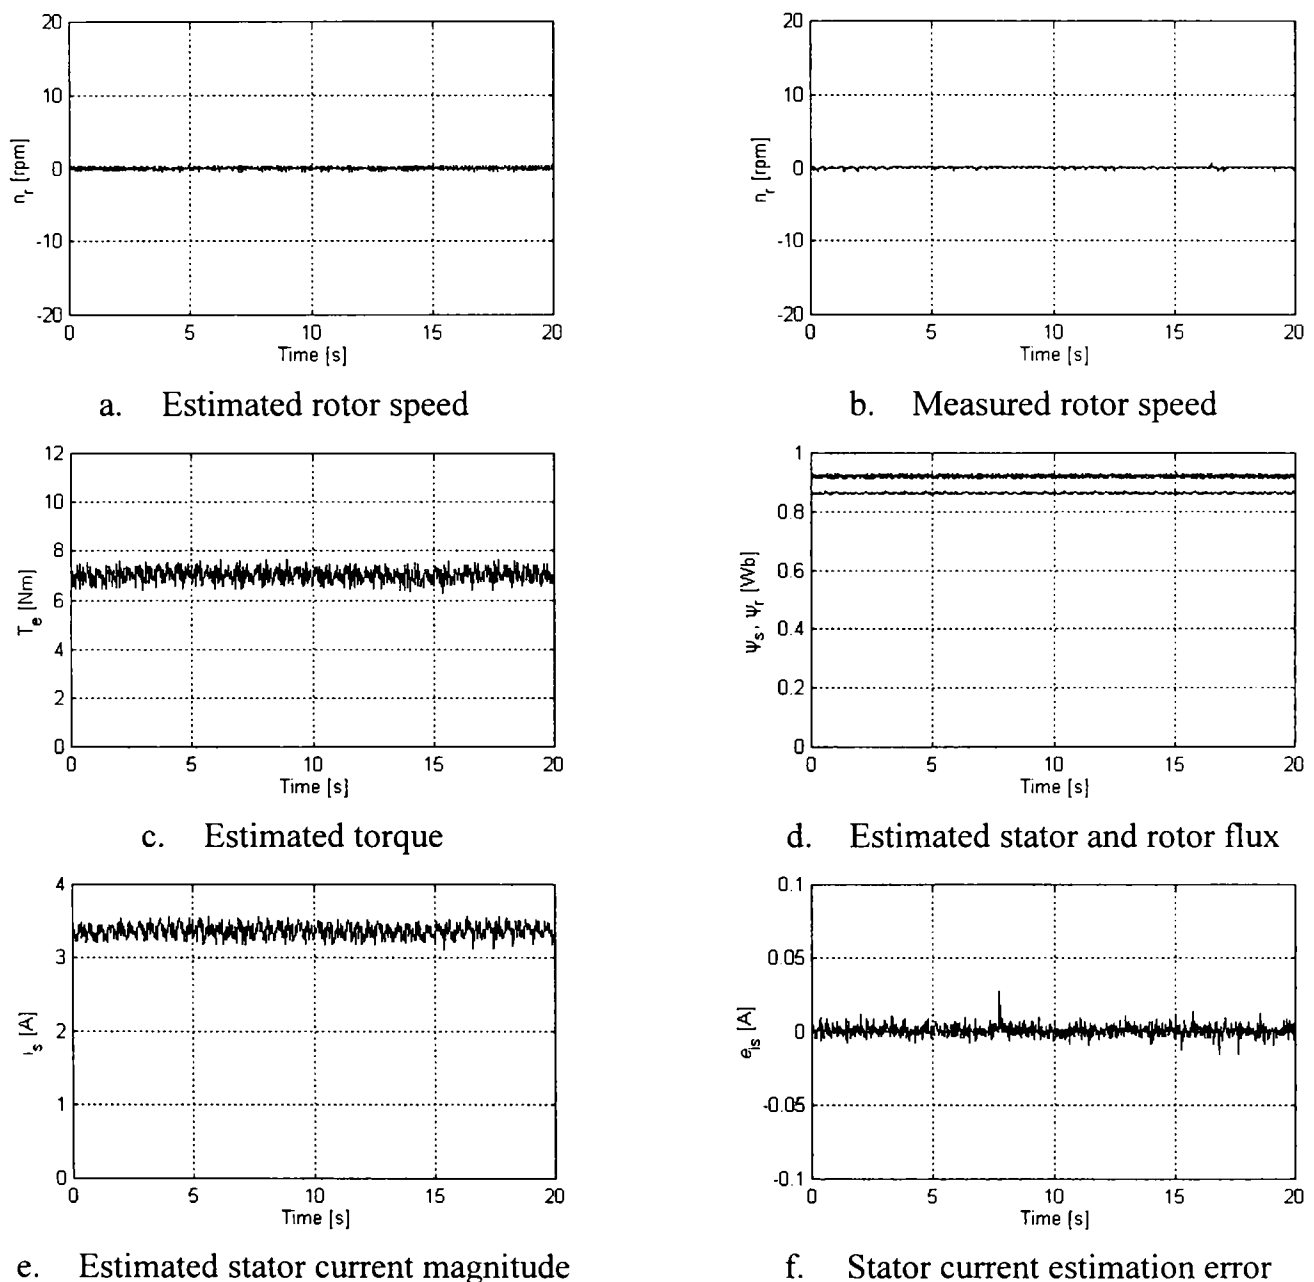 20
10
0
-10
-20
n_r [rpm]
0 5 10 15 20
Time [s]
a. Estimated rotor speed
20
10
0
-10
-20
n_r [rpm]
0 5 10 15 20
Time [s]
b. Measured rotor speed
12
10
8
6
4
2
0
T_e [Nm]
0 5 10 15 20
Time [s]
c. Estimated torque
1
0.8
0.6
0.4
0.2
0
Ψ_s, Ψ_r [Wb]
0 5 10 15 20
Time [s]
d. Estimated stator and rotor flux
4
3
2
1
0
i_s [A]
0 5 10 15 20
Time [s]
e. Estimated stator current magnitude
0.1
0.05
0
-0.05
-0.1
e_is [A]
0 5 10 15 20
Time [s]
f. Stator current estimation error